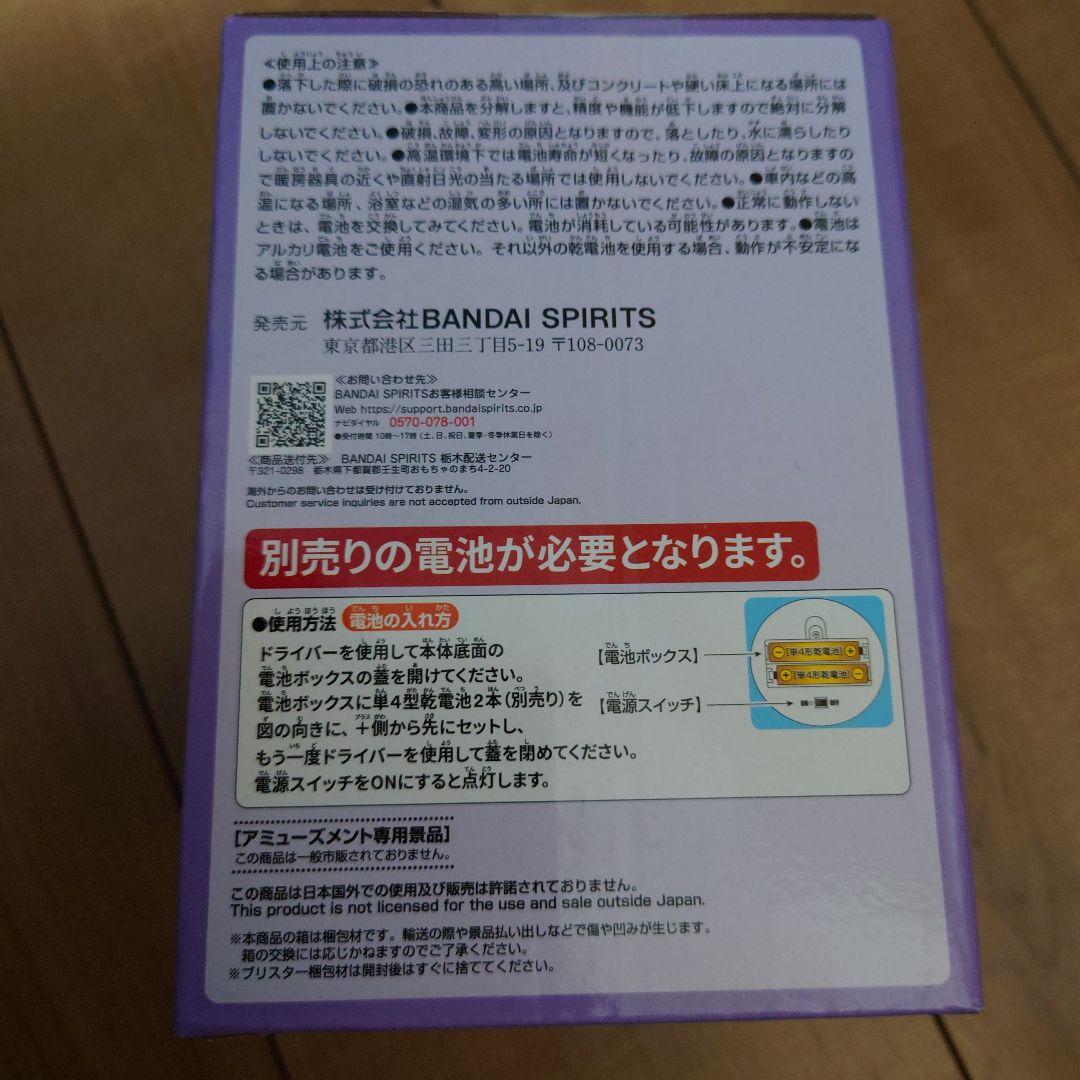 ≪使用上の注意≫
●落下した際に破損の恐れのある高い場所、及びコンクリートや硬い床上になる場所には
置かないでください。●本商品を分解しますと、精度や機能が低下しますので絶対に分解
しないでください。●破損、故障、変形の原因となりますので、落としたり、水に濡らしたり
しないでください。●高温環境下では電池寿命が短くなったり、故障の原因となりますの
で暖房器具の近くや直射日光の当たる場所では使用しないでください。●車内などの高
温になる場所、浴室などの湿気の多い所には置かないでください。●正常に動作しない
ときは、電池を交換してみてください。電池が消耗している可能性があります。●電池は
アルカリ電池をご使用ください。それ以外の乾電池を使用する場合、動作が不安定にな
る場合があります。
発売元 株式会社BANDAI SPIRITS
東京都港区三田三丁目5-19 〒108-0073
≪お問い合わせ先≫
BANDAI SPIRITSお客様相談センター
Web https://support.bandaispirits.co.jp
ナビダイヤル 0570-078-001
●受付時間 10時〜17時 (土、日、祝日、夏季・冬季休業日を除く)
≪商品送付先≫ BANDAI SPIRITS 栃木配送センター
〒321-0298 栃木県下都賀郡壬生町おもちゃのまち4-2-20
海外からのお問い合わせは受け付けておりません。
Customer service inquiries are not accepted from outside Japan.
別売りの電池が必要となります。
●使用方法 電池の入れ方
ドライバーを使用して本体底面の
電池ボックスの蓋を開けてください。
電池ボックスに単4型乾電池2本(別売り)を
図の向きに、+側から先にセットし、
もう一度ドライバーを使用して蓋を閉めてください。
電源スイッチをONにすると点灯します。
【電池ボックス】
【電源スイッチ】
− [単4形乾電池] +
+ [単4形乾電池] −
[アミューズメント専用景品]
この商品は一般市販されておりません。
この商品は日本国外での使用及び販売は許諾されておりません。
This product is not licensed for the use and sale outside Japan.
※本商品の箱は梱包材です。輸送の際や景品払い出しなどで傷や凹みが生じます。
箱の交換には応じかねますのでご了承ください。
※ブリスター梱包材は開封後はすぐに捨ててください。